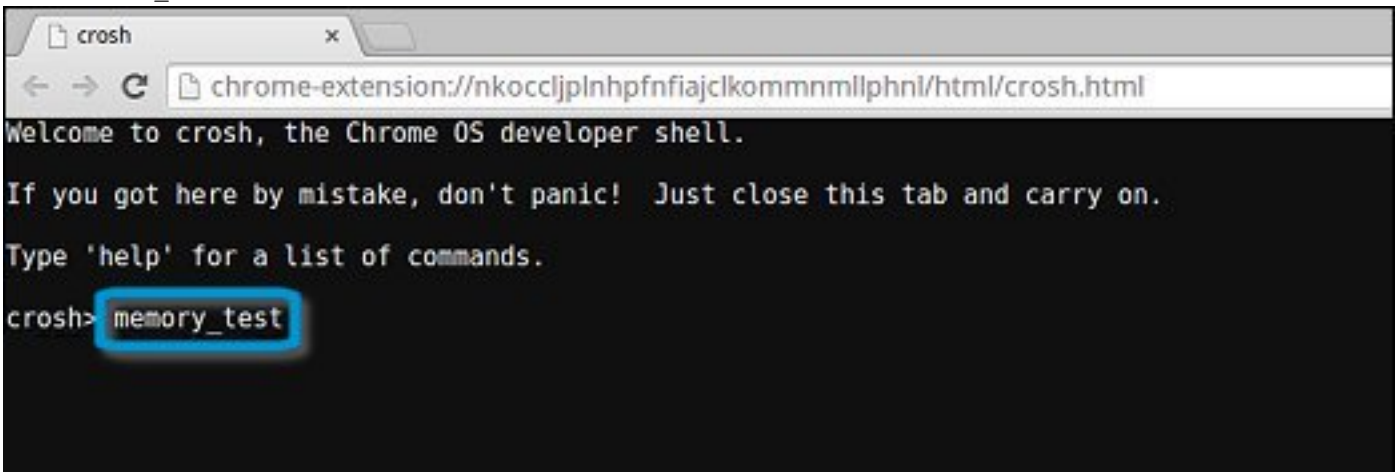 crosh
chrome-extension://nkoccljplnhpfnfiajclkommnmllphnl/html/crosh.html
Welcome to crosh, the Chrome OS developer shell.
If you got here by mistake, don't panic!  Just close this tab and carry on.
Type 'help' for a list of commands.
crosh> memory_test